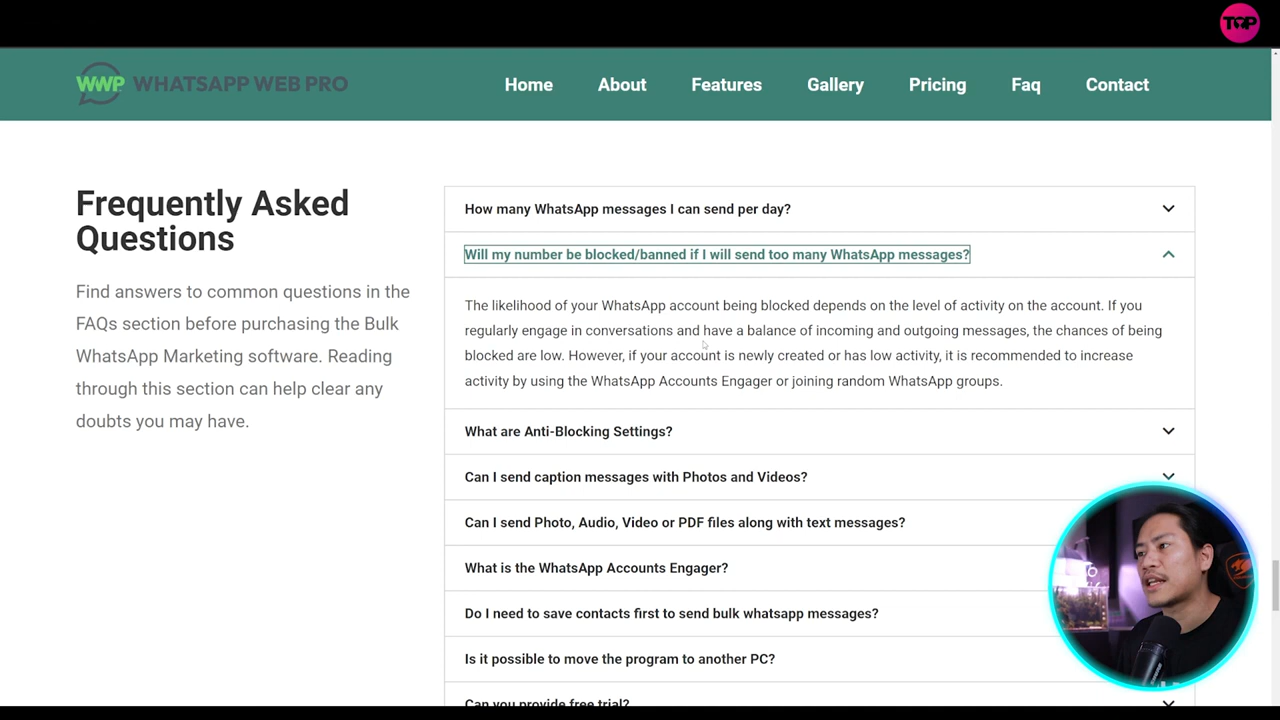 TOP
WWP WHATSAPP WEB PRO
Home About Features Gallery Pricing Faq Contact
Frequently Asked
Questions
Find answers to common questions in the
FAQs section before purchasing the Bulk
WhatsApp Marketing software. Reading
through this section can help clear any
doubts you may have.
How many WhatsApp messages I can send per day?
Will my number be blocked/banned if I will send too many WhatsApp messages?
The likelihood of your WhatsApp account being blocked depends on the level of activity on the account. If you
regularly engage in conversations and have a balance of incoming and outgoing messages, the chances of being
blocked are low. However, if your account is newly created or has low activity, it is recommended to increase
activity by using the WhatsApp Accounts Engager or joining random WhatsApp groups.
What are Anti-Blocking Settings?
Can I send caption messages with Photos and Videos?
Can I send Photo, Audio, Video or PDF files along with text messages?
What is the WhatsApp Accounts Engager?
Do I need to save contacts first to send bulk whatsapp messages?
Is it possible to move the program to another PC?
Can you provide free trial?